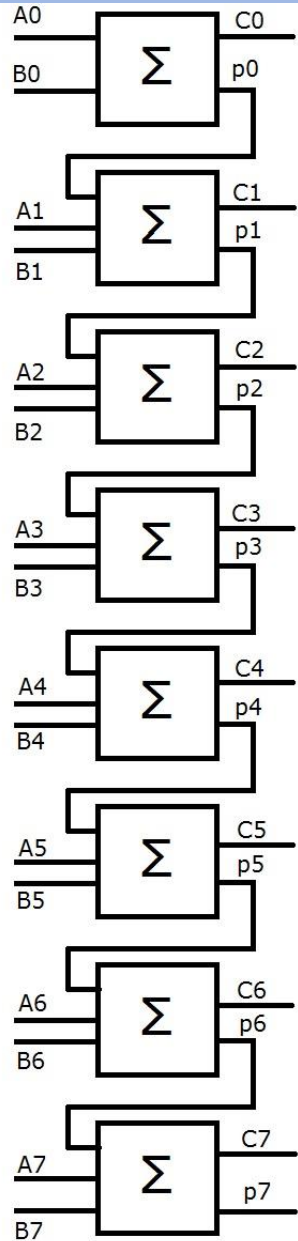 A0 C0
B0 Σ p0
A1 C1
B1 Σ p1
A2 C2
B2 Σ p2
A3 C3
B3 Σ p3
A4 C4
B4 Σ p4
A5 C5
B5 Σ p5
A6 C6
B6 Σ p6
A7 C7
B7 Σ p7